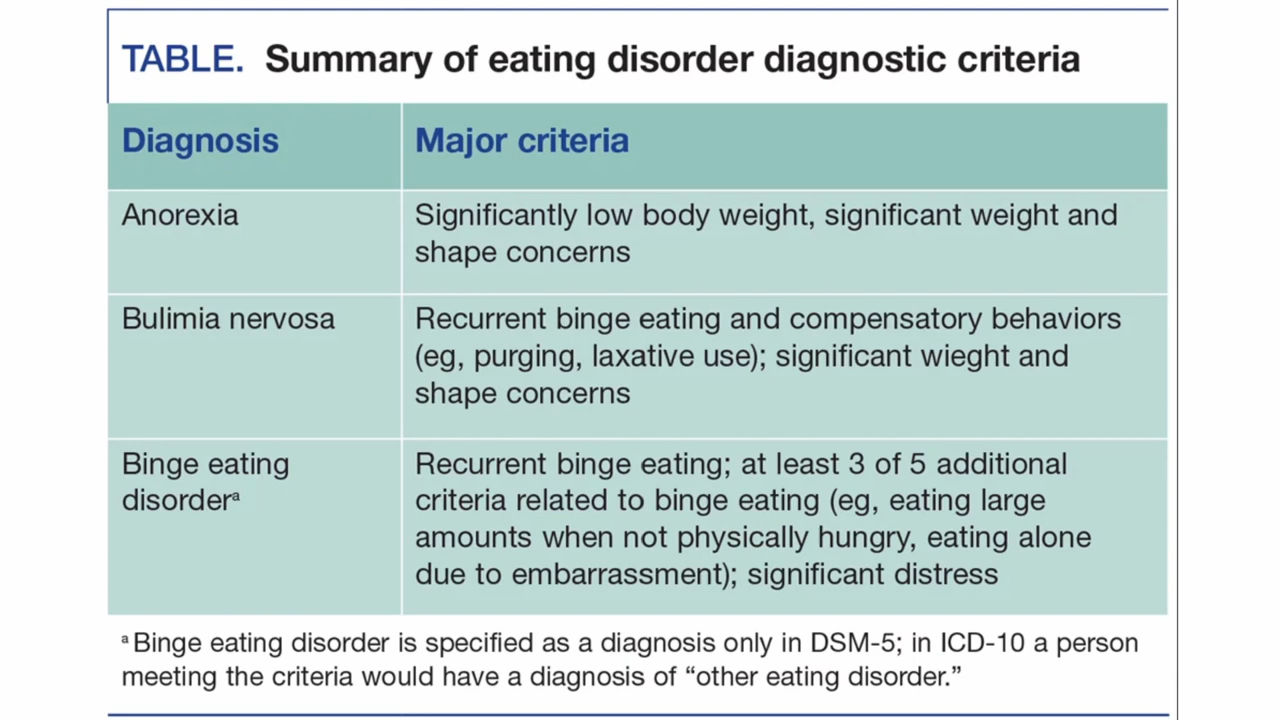 TABLE. Summary of eating disorder diagnostic criteria
Diagnosis
Major criteria
Anorexia
Significantly low body weight, significant weight and
shape concerns
Bulimia nervosa
Recurrent binge eating and compensatory behaviors
(eg, purging, laxative use); significant wieght and
shape concerns
Binge eating
disorderᵃ
Recurrent binge eating; at least 3 of 5 additional
criteria related to binge eating (eg, eating large
amounts when not physically hungry, eating alone
due to embarrassment); significant distress
ᵃ Binge eating disorder is specified as a diagnosis only in DSM-5; in ICD-10 a person
meeting the criteria would have a diagnosis of “other eating disorder.”